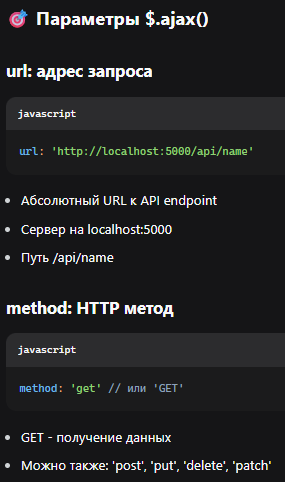 🎯 Параметры $.ajax()
url: адрес запроса
javascript
url: 'http://localhost:5000/api/name'
• Абсолютный URL к API endpoint
• Сервер на localhost:5000
• Путь /api/name
method: HTTP метод
javascript
method: 'get' // или 'GET'
• GET - получение данных
• Можно также: 'post', 'put', 'delete', 'patch'